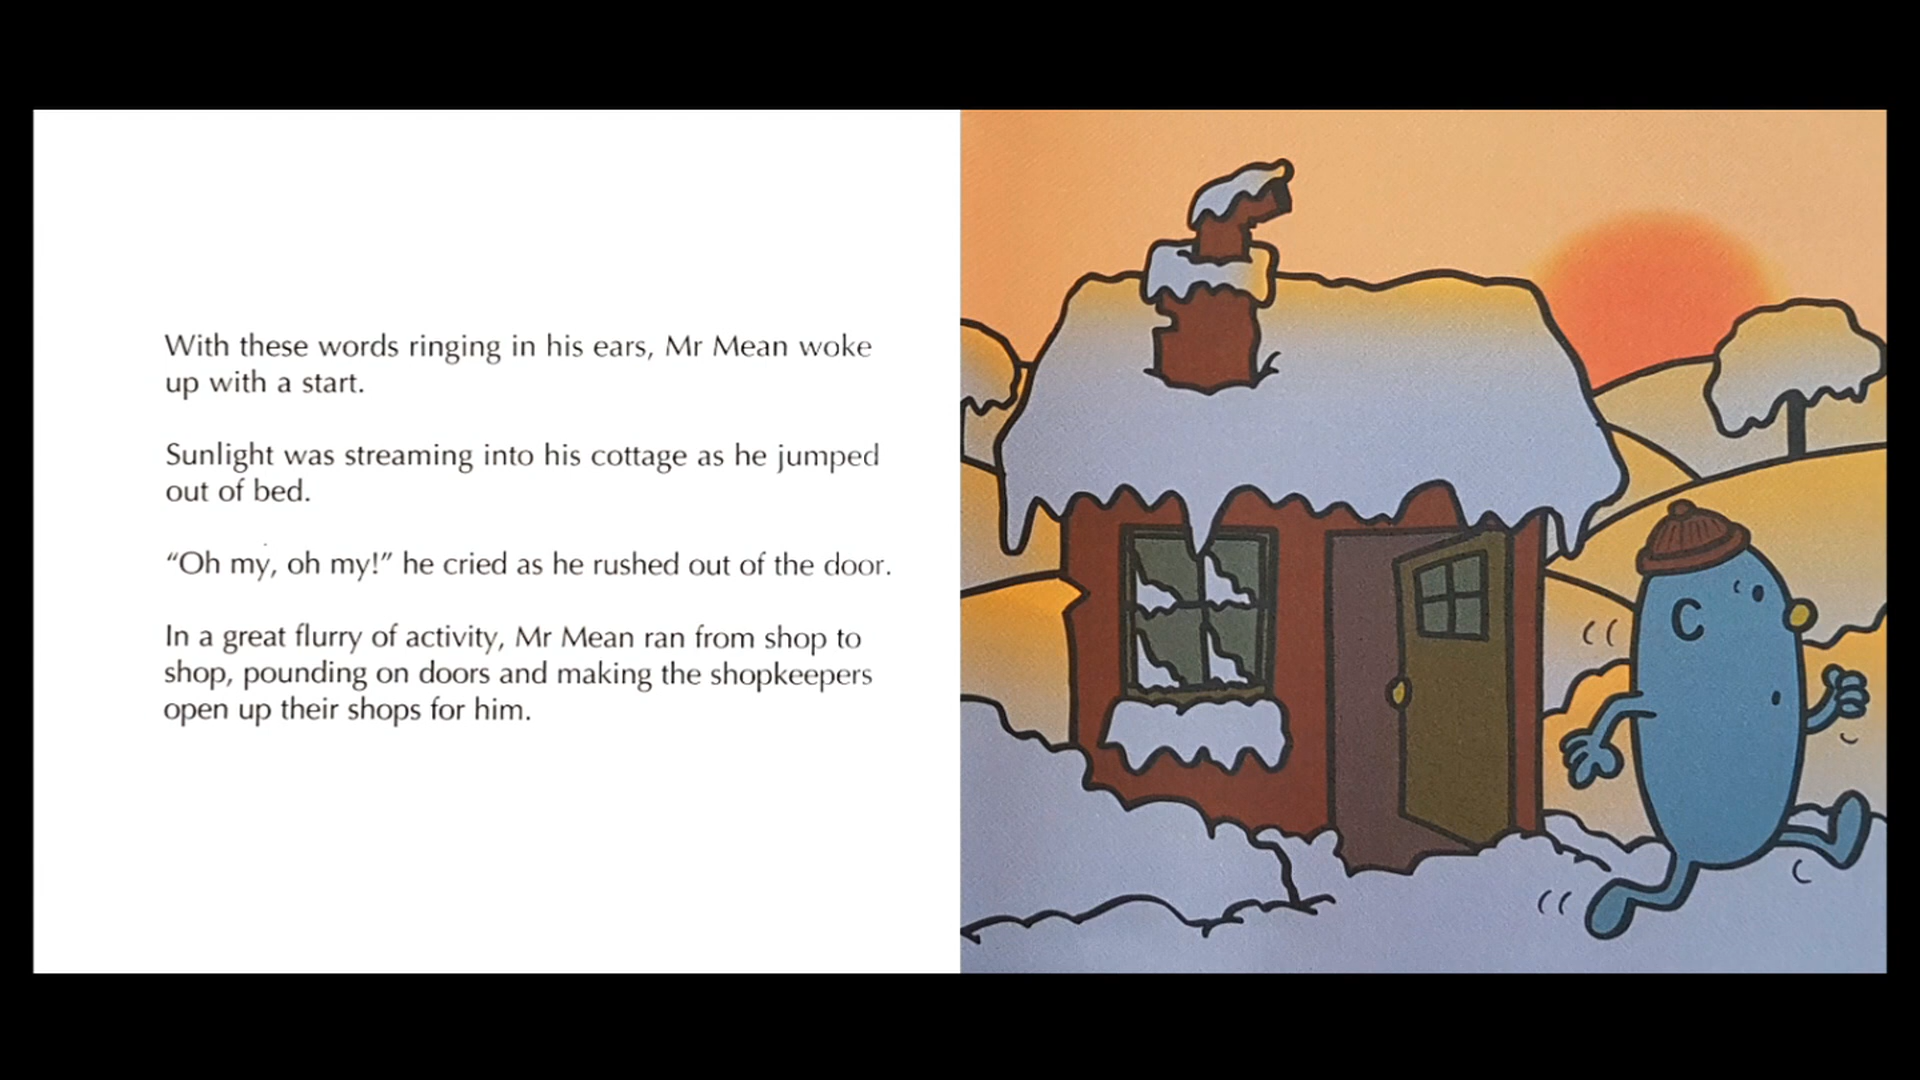 With these words ringing in his ears, Mr Mean woke
up with a start.
Sunlight was streaming into his cottage as he jumped
out of bed.
“Oh my, oh my!” he cried as he rushed out of the door.
In a great flurry of activity, Mr Mean ran from shop to
shop, pounding on doors and making the shopkeepers
open up their shops for him.